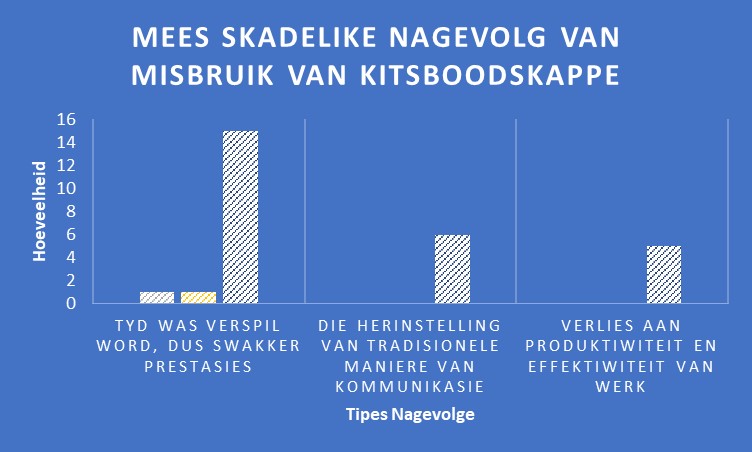 MEES SKADELIKE NAGEVOLG VAN
MISBRUIK VAN KITSBOODSKAPPE
16
14
12
10
8
6
4
2
0
Hoeveelheid
TYD WAS VERSPIL
WORD, DUS SWAKKER
PRESTASIES
DIE HERINSTELLING
VAN TRADISIONELE
MANIERE VAN
KOMMUNIKASIE
VERLIES AAN
PRODUKTIWITEIT EN
EFFEKTIWITEIT VAN
WERK
Tipes Nagevolge